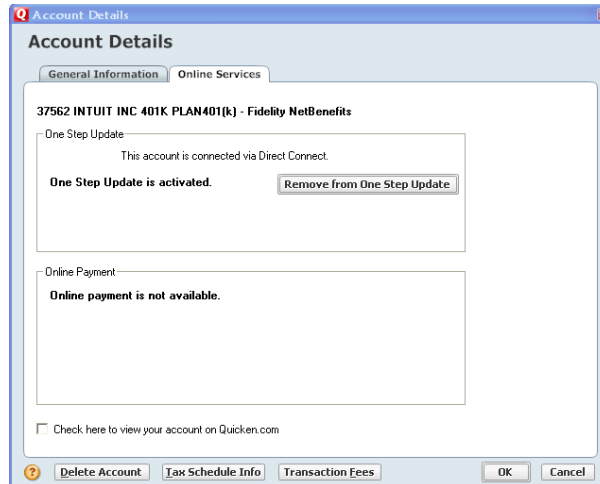 Account Details
Account Details
General Information
Online Services
37562 INTUIT INC 401K PLAN401(k) - Fidelity NetBenefits
One Step Update
This account is connected via Direct Connect.
One Step Update is activated.
Remove from One Step Update
Online Payment
Online payment is not available.
Check here to view your account on Quicken.com
? Delete Account Tax Schedule Info Transaction Fees OK Cancel